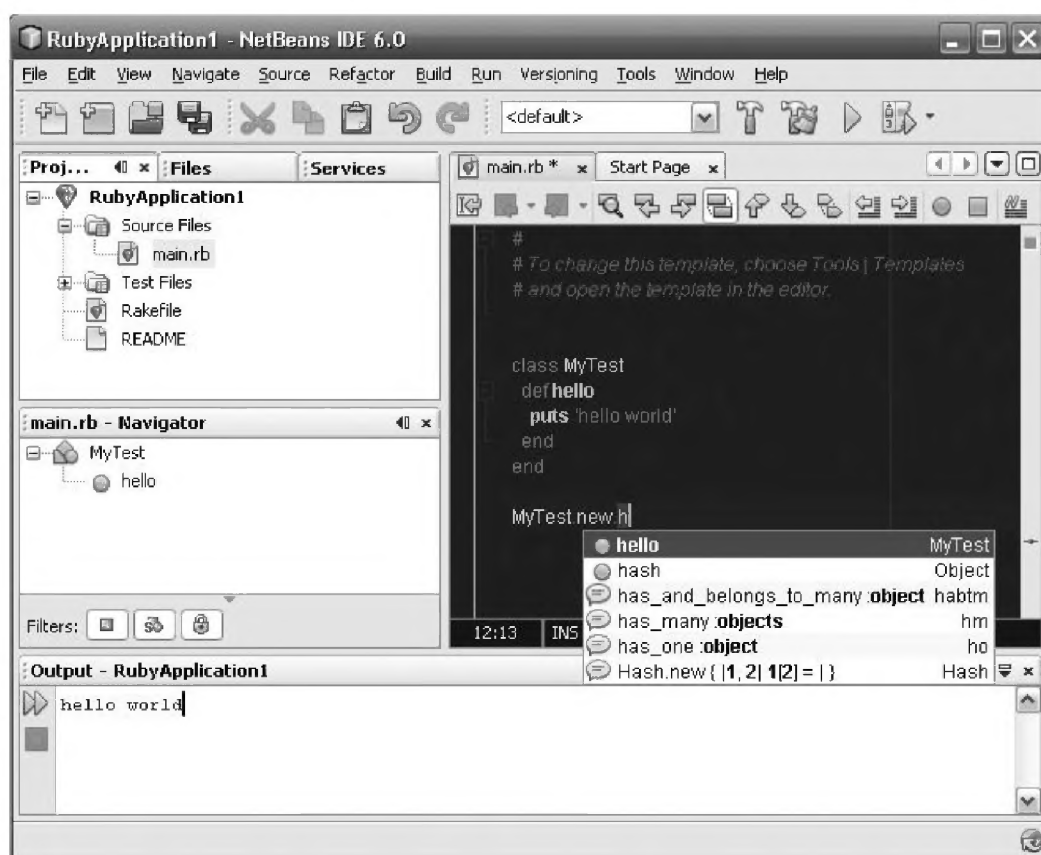 RubyApplication1 - NetBeans IDE 6.0
File Edit View Navigate Source Refactor Build Run Versioning Tools Window Help
<default>
Proj... Files Services
RubyApplication1
Source Files
main.rb
Test Files
Rakefile
README
main.rb - Navigator
MyTest
hello
Filters:
main.rb * Start Page
#
# To change this template, choose Tools | Templates
# and open the template in the editor.
class MyTest
def hello
puts 'hello world'
end
end
MyTest.new.h
hello MyTest
hash Object
has_and_belongs_to_many :object habtm
has_many :objects hm
has_one :object ho
Hash.new { |1, 2| 1[2] = | } Hash
12:13 INS
Output - RubyApplication1
hello world